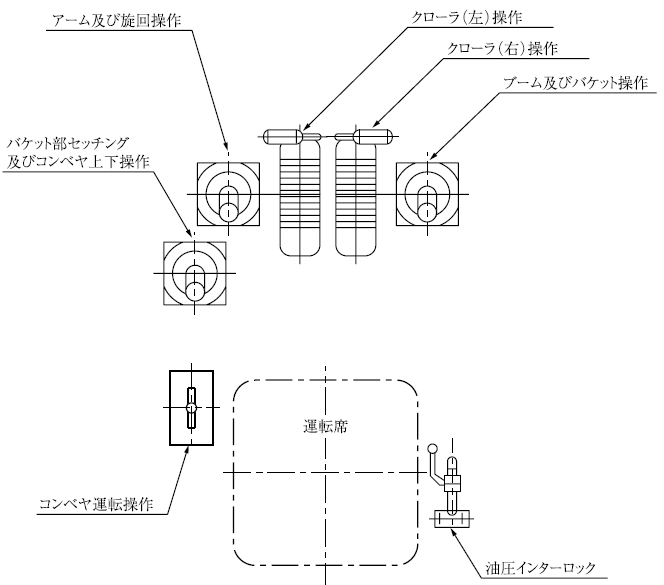 アーム及び旋回操作
クローラ(左)操作
クローラ(右)操作
ブーム及びバケット操作
バケット部セッチング
及びコンベヤ上下操作
運転席
コンベヤ運転操作
油圧インターロック